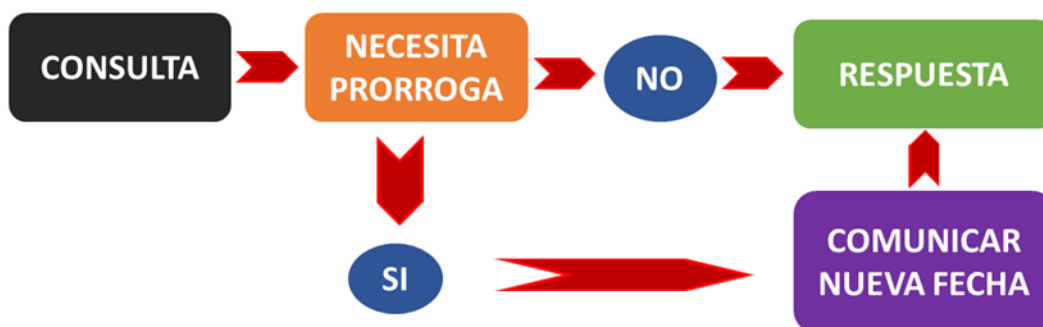 CONSULTA
NECESITA
PRORROGA
NO
RESPUESTA
SI
COMUNICAR
NUEVA FECHA